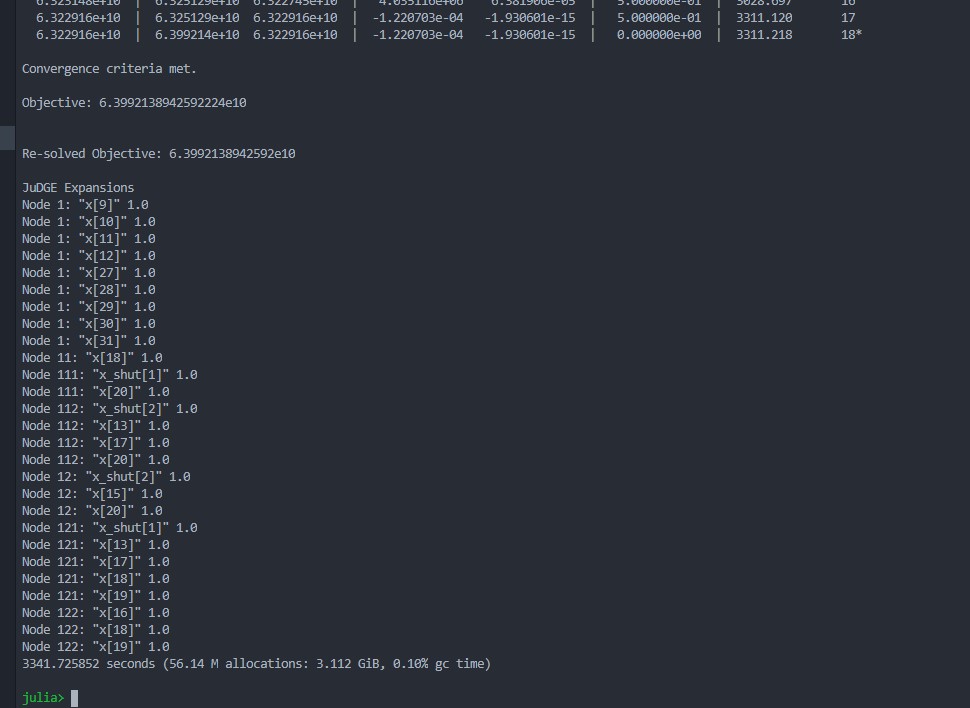 6.325148e+10 | 6.325129e+10 6.322745e+10 | 4.035116e+06 6.381906e-05 | 5.000000e-01 | 3028.697 16
6.322916e+10 | 6.325129e+10 6.322916e+10 | -1.220703e-04 -1.930601e-15 | 5.000000e-01 | 3311.120 17
6.322916e+10 | 6.399214e+10 6.322916e+10 | -1.220703e-04 -1.930601e-15 | 0.000000e+00 | 3311.218 18*
Convergence criteria met.
Objective: 6.3992138942592224e10
Re-solved Objective: 6.3992138942592e10
JuDGE Expansions
Node 1: "x[9]" 1.0
Node 1: "x[10]" 1.0
Node 1: "x[11]" 1.0
Node 1: "x[12]" 1.0
Node 1: "x[27]" 1.0
Node 1: "x[28]" 1.0
Node 1: "x[29]" 1.0
Node 1: "x[30]" 1.0
Node 1: "x[31]" 1.0
Node 11: "x[18]" 1.0
Node 111: "x_shut[1]" 1.0
Node 111: "x[20]" 1.0
Node 112: "x_shut[2]" 1.0
Node 112: "x[13]" 1.0
Node 112: "x[17]" 1.0
Node 112: "x[20]" 1.0
Node 12: "x_shut[2]" 1.0
Node 12: "x[15]" 1.0
Node 12: "x[20]" 1.0
Node 121: "x_shut[1]" 1.0
Node 121: "x[13]" 1.0
Node 121: "x[17]" 1.0
Node 121: "x[18]" 1.0
Node 121: "x[19]" 1.0
Node 122: "x[16]" 1.0
Node 122: "x[18]" 1.0
Node 122: "x[19]" 1.0
3341.725852 seconds (56.14 M allocations: 3.112 GiB, 0.10% gc time)
julia>